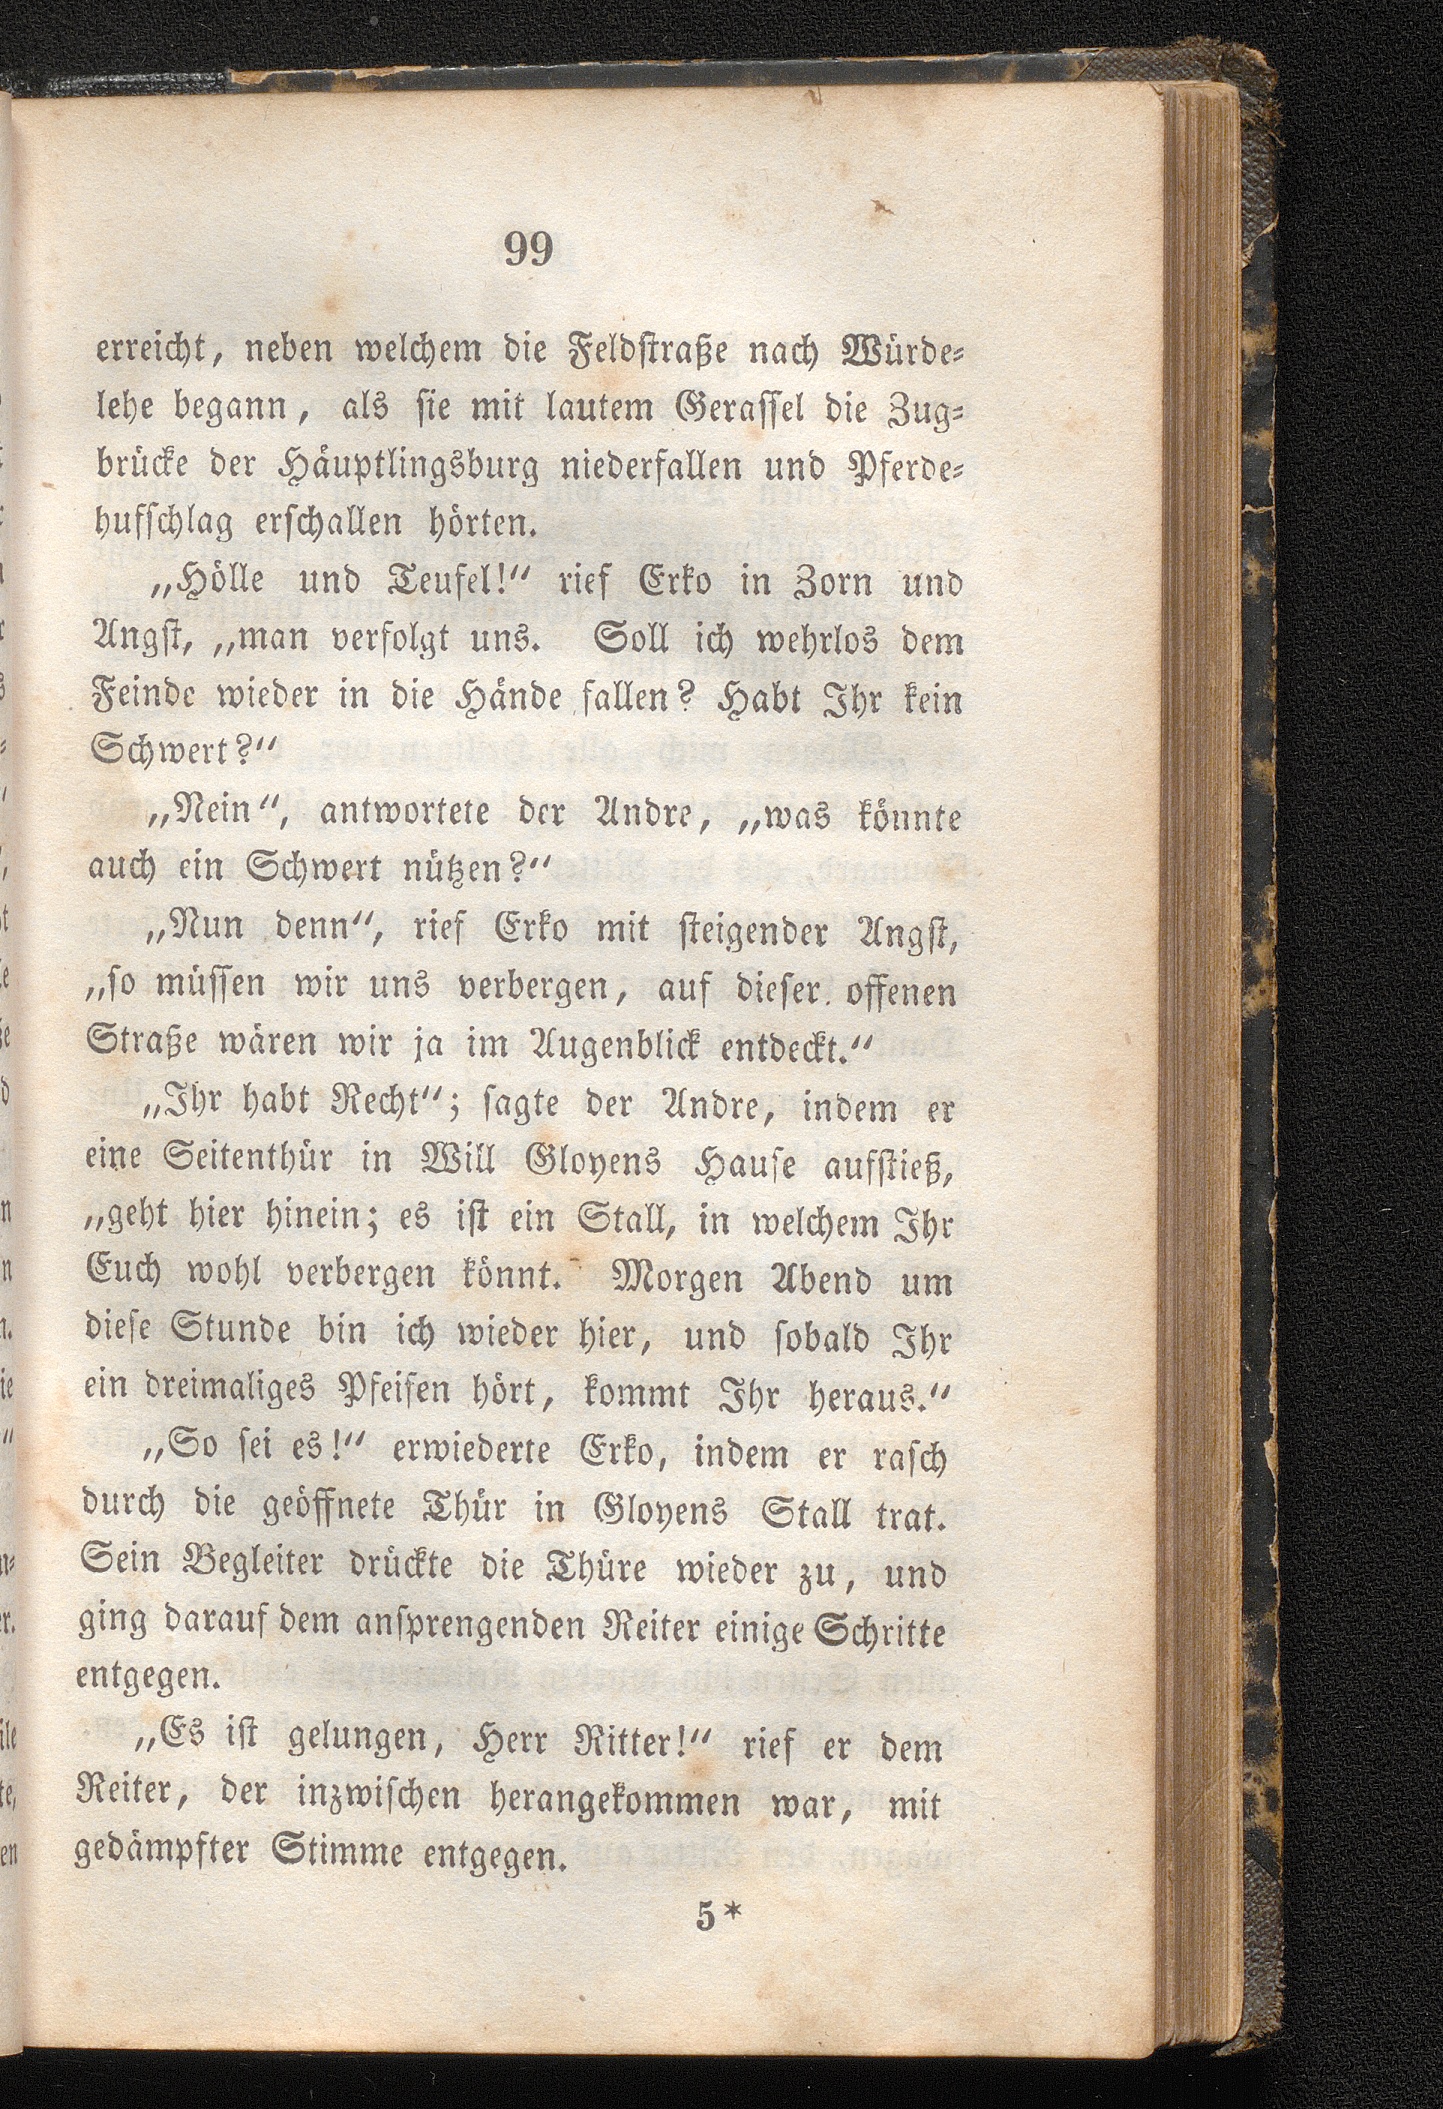 99
erreicht, neben welchem die Feldstraße nach Würde-
lehe begann, als sie mit lautem Gerassel die Zug-
brücke der Häuptlingsburg niederfallen und Pferde-
hufschlag erschallen hörten.
„Hölle und Teufel!“ rief Erko in Zorn und
Angst, „man verfolgt uns. Soll ich wehrlos dem
Feinde wieder in die Hände fallen? Habt Ihr kein
Schwert?“
„Nein“, antwortete der Andre, „was könnte
auch ein Schwert nützen?“
„Nun denn“, rief Erko mit steigender Angst,
„so müssen wir uns verbergen, auf dieser offenen
Straße wären wir ja im Augenblick entdeckt.“
„Ihr habt Recht“; sagte der Andre, indem er
eine Seitenthür in Will Gloyens Hause aufstieß,
„geht hier hinein; es ist ein Stall, in welchem Ihr
Euch wohl verbergen könnt. Morgen Abend um
diese Stunde bin ich wieder hier, und sobald Ihr
ein dreimaliges Pfeifen hört, kommt Ihr heraus.“
„So sei es!“ erwiederte Erko, indem er rasch
durch die geöffnete Thür in Gloyens Stall trat.
Sein Begleiter drückte die Thüre wieder zu, und
ging darauf dem ansprengenden Reiter einige Schritte
entgegen.
„Es ist gelungen, Herr Ritter!“ rief er dem
Reiter, der inzwischen herangekommen war, mit
gedämpfter Stimme entgegen.
5*